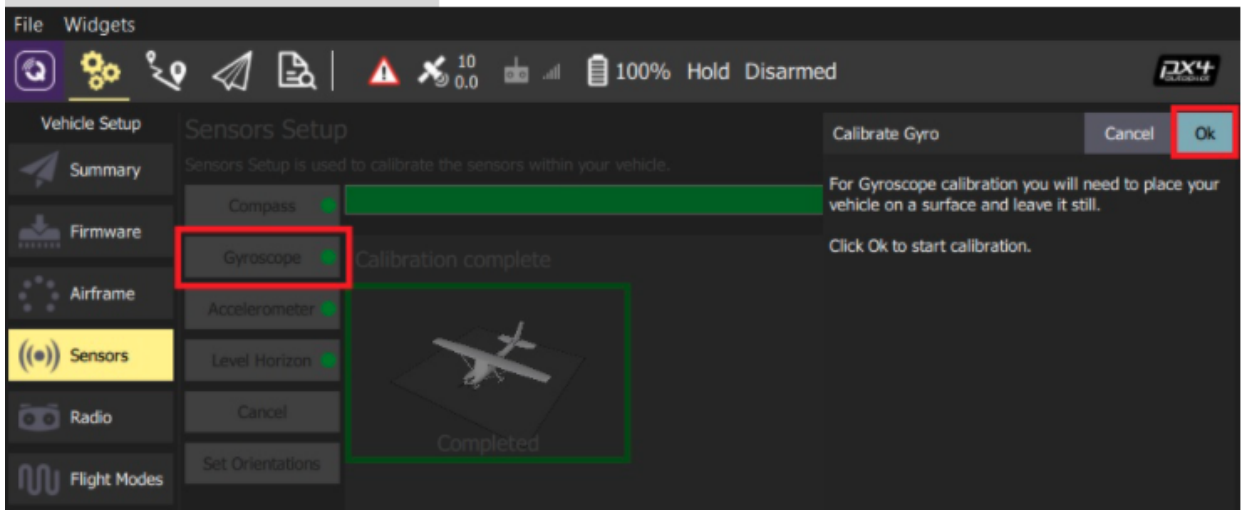 File Widgets
10
0.0
100% Hold Disarmed
PX4
AUTOPILOT
Vehicle Setup
Summary
Firmware
Airframe
Sensors
Radio
Flight Modes
Sensors Setup
Sensors Setup is used to calibrate the sensors within your vehicle.
Compass
Gyroscope
Accelerometer
Level Horizon
Cancel
Set Orientations
Calibration complete
Completed
Calibrate Gyro Cancel Ok
For Gyroscope calibration you will need to place your
vehicle on a surface and leave it still.
Click Ok to start calibration.